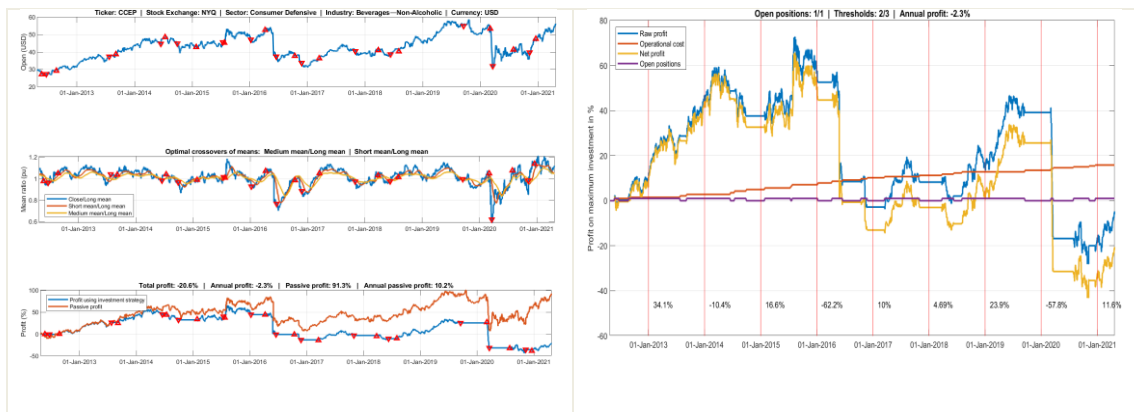 Ticker: CCEP | Stock Exchange: NYQ | Sector: Consumer Defensive | Industry: Beverages—Non-Alcoholic | Currency: USD
Open (USD)
60
50
40
30
20
01-Jan-2013 01-Jan-2014 01-Jan-2015 01-Jan-2016 01-Jan-2017 01-Jan-2018 01-Jan-2019 01-Jan-2020 01-Jan-2021
Optimal crossovers of means: Medium mean/Long mean | Short mean/Long mean
Mean ratio (pu)
1.2
1
0.8
0.6
Close/Long mean
Short mean/Long mean
Medium mean/Long mean
01-Jan-2013 01-Jan-2014 01-Jan-2015 01-Jan-2016 01-Jan-2017 01-Jan-2018 01-Jan-2019 01-Jan-2020 01-Jan-2021
Total profit: -20.6% | Annual profit: -2.3% | Passive profit: 91.3% | Annual passive profit: 10.2%
Profit (%)
100
50
0
-50
Profit using investment strategy
Passive profit
01-Jan-2013 01-Jan-2014 01-Jan-2015 01-Jan-2016 01-Jan-2017 01-Jan-2018 01-Jan-2019 01-Jan-2020 01-Jan-2021
Open positions: 1/1 | Thresholds: 2/3 | Annual profit: -2.3%
Profit on maximum investment in %
80
60
40
20
0
-20
-40
-60
Raw profit
Operational cost
Net profit
Open positions
34.1% -10.4% 16.6% -62.2% 10% 4.69% 23.9% -57.8% 11.6%
01-Jan-2013 01-Jan-2014 01-Jan-2015 01-Jan-2016 01-Jan-2017 01-Jan-2018 01-Jan-2019 01-Jan-2020 01-Jan-2021